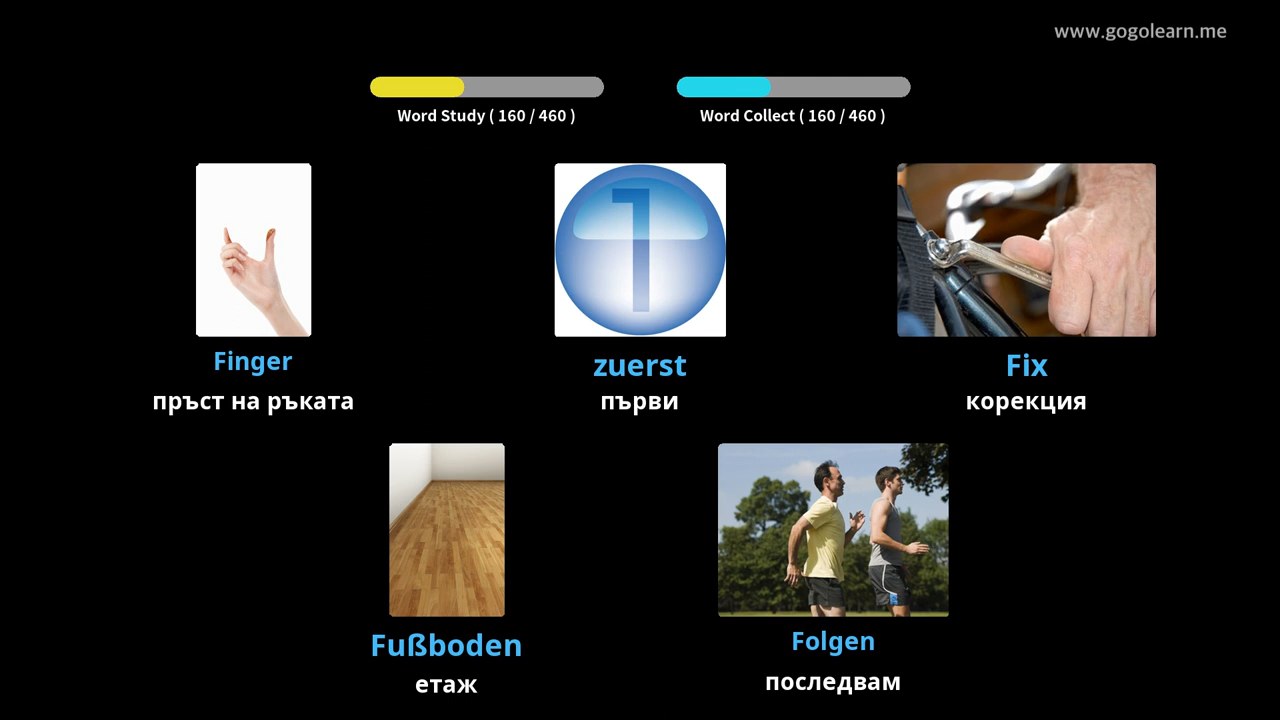 www.gogolearn.me
Word Study ( 160 / 460 )
Word Collect ( 160 / 460 )
1
Finger
пръст на ръката
zuerst
първи
Fix
корекция
Fußboden
етаж
Folgen
последвам